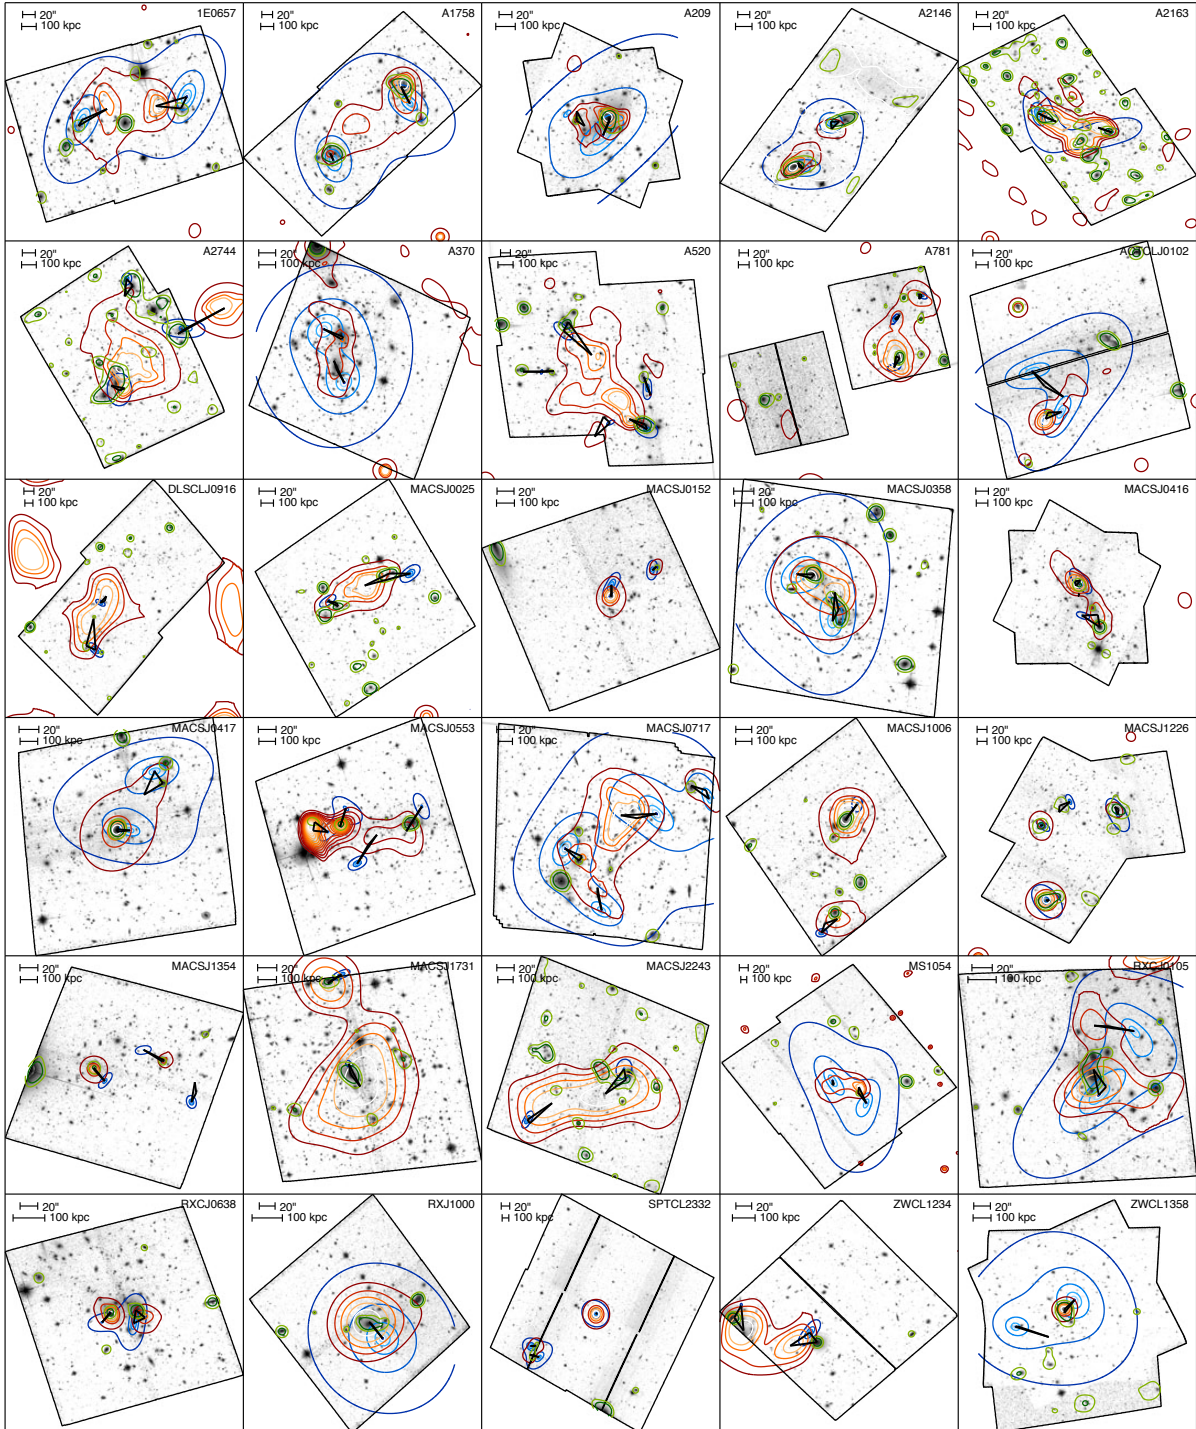 20" 1E0657
100 kpc
20" A1758
100 kpc
20" A209
100 kpc
20" A2146
100 kpc
20" A2163
100 kpc
20" A2744
100 kpc
20" A370
100 kpc
20" A520
100 kpc
20" A781
100 kpc
20" ACTCLJ0102
100 kpc
20" DLSCLJ0916
100 kpc
20" MACSJ0025
100 kpc
20" MACSJ0152
100 kpc
20" MACSJ0358
100 kpc
20" MACSJ0416
100 kpc
20" MACSJ0417
100 kpc
20" MACSJ0553
100 kpc
20" MACSJ0717
100 kpc
20" MACSJ1006
100 kpc
20" MACSJ1226
100 kpc
20" MACSJ1354
100 kpc
20" MACSJ1731
100 kpc
20" MACSJ2243
100 kpc
20" MS1054
100 kpc
20" RXCJ0105
100 kpc
20" RXCJ0638
100 kpc
20" RXJ1000
100 kpc
20" SPTCL2332
100 kpc
20" ZWCL1234
100 kpc
20" ZWCL1358
100 kpc